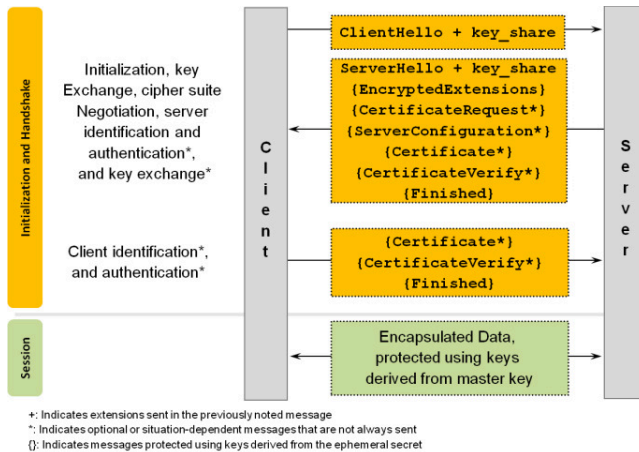 Initialization and Handshake
Initialization, key
Exchange, cipher suite
Negotiation, server
identification and
authentication*,
and key exchange*
Client identification*,
and authentication*
Client
ClientHello + key_share
ServerHello + key_share
{EncryptedExtensions}
{CertificateRequest*}
{ServerConfiguration*}
{Certificate*}
{CertificateVerify*}
{Finished}
{Certificate*}
{CertificateVerify*}
{Finished}
Server
Session
Encapsulated Data,
protected using keys
derived from master key
+: Indicates extensions sent in the previously noted message
*: Indicates optional or situation-dependent messages that are not always sent
{}: Indicates messages protected using keys derived from the ephemeral secret